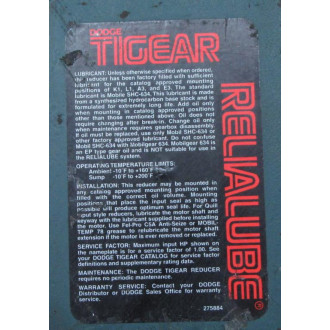 DODGE
TIGEAR
RELIALUBE®
LUBRICANT: Unless otherwise specified when ordered,
this reducer has been factory filled with sufficient
lubricant for the catalog approved mounting
positions of K1, L1, A3, and E3. The standard
lubricant is Mobile SHC-634. This lubricant is made
from a synthesized hydrocarbon base stock and is
formulated for extremely long life. Add oil only
when mounting in catalog approved positions
other than those mentioned above. Oil does not
require changing after break-in. Change oil only
when maintenance requires gearbox disassembly.
If oil must be replaced, use only Mobil SHC-634 or
other factory approved lubricant. Do not confuse
Mobil SHC-634 with Mobilgear 634. Mobilgear is
an EP type gear oil and is NOT suitable for use in
the RELIALUBE system.
OPERATING TEMPERATURE LIMITS:
Ambient -10°F to +160°F
Sump -10°F to +200°F
INSTALLATION: This reducer may be mounted in
any catalog approved mounting position when
filled with the correct oil volume. Mounting
positions that place the input seal as high as
possible will produce optimum seal life. For Quill
input style reducers, lubricate the motor shaft and
keyway with the lubricant supplied before installing
the motor. Use Fel-Pro C5A Anti-Seize or MOBIL
TEMP 78 grease to relubricate the motor shaft
extension if the motor is ever removed or replaced.
SERVICE FACTOR: Maximum input HP shown on
the nameplate is for a service factor of 1.00. See
your DODGE TIGEAR CATALOG for service factor
definitions and supplementary rating data.
MAINTENANCE: The DODGE TIGEAR REDUCER
requires no periodic maintenance.
WARRANTY SERVICE: Contact your DODGE
Distributor or DODGE Sales Office for warranty
service.
275884